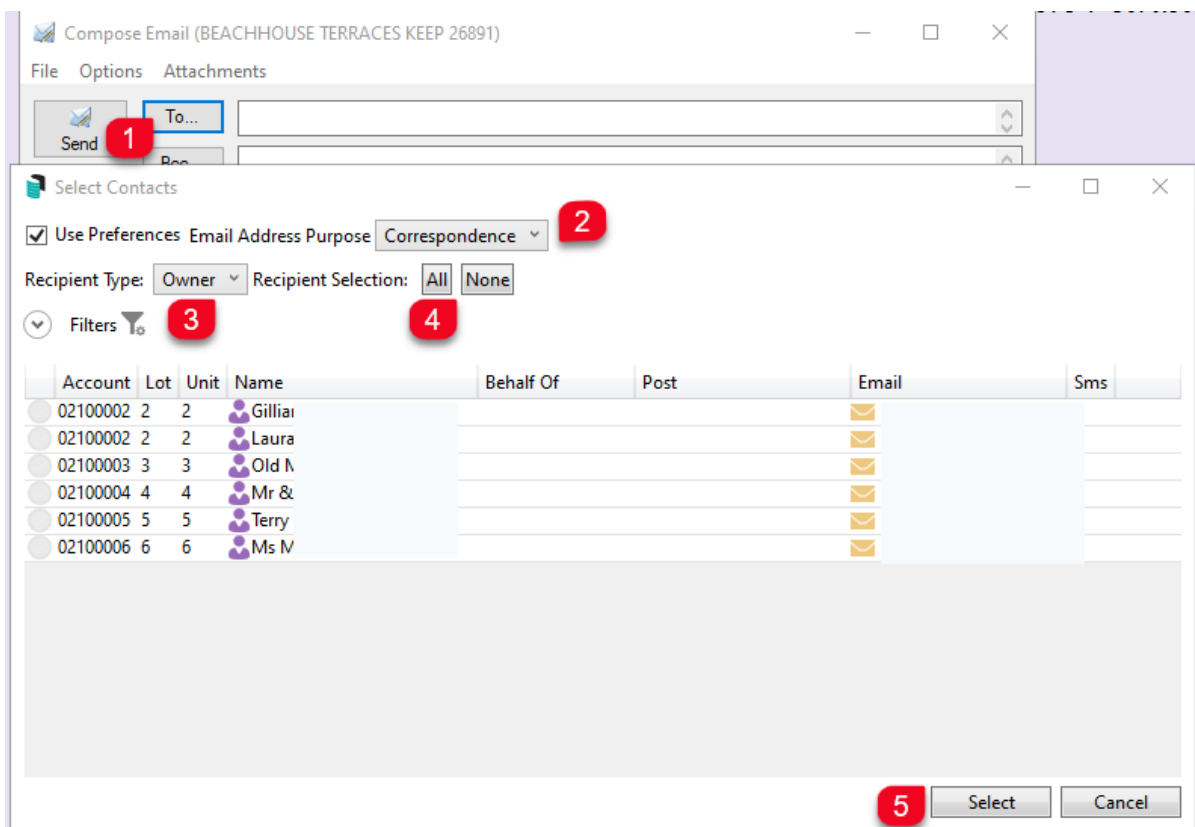 Compose Email (BEACHHOUSE TERRACES KEEP 26891)
File Options Attachments
To...
Send
1
Select Contacts
Use Preferences Email Address Purpose Correspondence
2
Recipient Type: Owner Recipient Selection: All None
Filters
3
4
Account Lot Unit Name Behalf Of Post Email Sms
02100002 2 2
02100002 2 2 Laura
02100003 3 3 Old
02100004 4 4 Mr &
02100005 5 5 Terry
02100006 6 6 Ms
5
Select Cancel